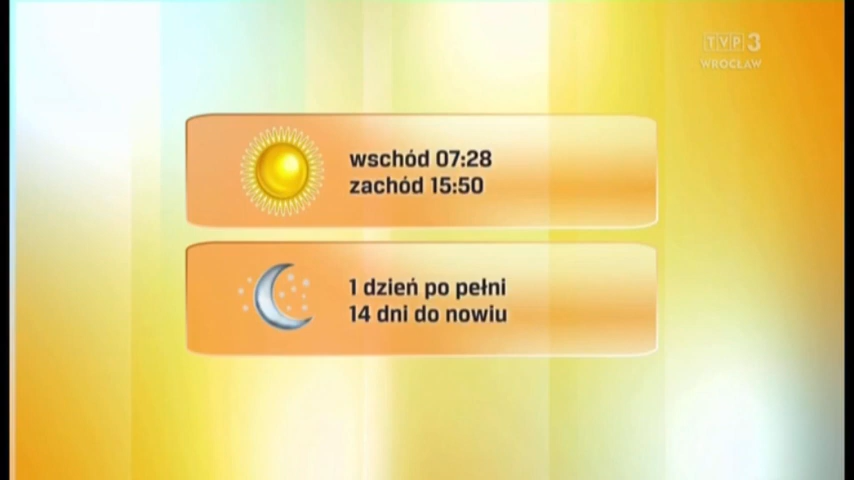 TVP3
WROCŁAW
wschód 07:28
zachód 15:50
1 dzień po pełni
14 dni do nowiu